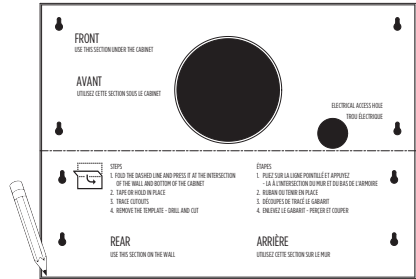 FRONT
USE THIS SECTION UNDER THE CABINET
AVANT
UTILISEZ CETTE SECTION SOUS LE CABINET
ELECTRICAL ACCESS HOLE
TROU ÉLECTRIQUE
STEPS
1. FOLD THE DASHED LINE AND PRESS IT AT THE INTERSECTION
OF THE WALL AND BOTTOM OF THE CABINET
2. TAPE OR HOLD IN PLACE
3. TRACE CUTOUTS
4. REMOVE THE TEMPLATE - DRILL AND CUT
ÉTAPES
1. PLIEZ SUR LA LIGNE POINTILLÉ ET APPUYEZ
- LA À L'INTERSECTION DU MUR ET DU BAS DE L'ARMOIRE
2. RUBAN OU TENIR EN PLACE
3. DÉCOUPES DE TRACÉ LE GABARIT
4. ENLEVEZ LE GABARIT - PERÇER ET COUPER
REAR
USE THIS SECTION ON THE WALL
ARRIÈRE
UTILISEZ CETTE SECTION SUR LE MUR